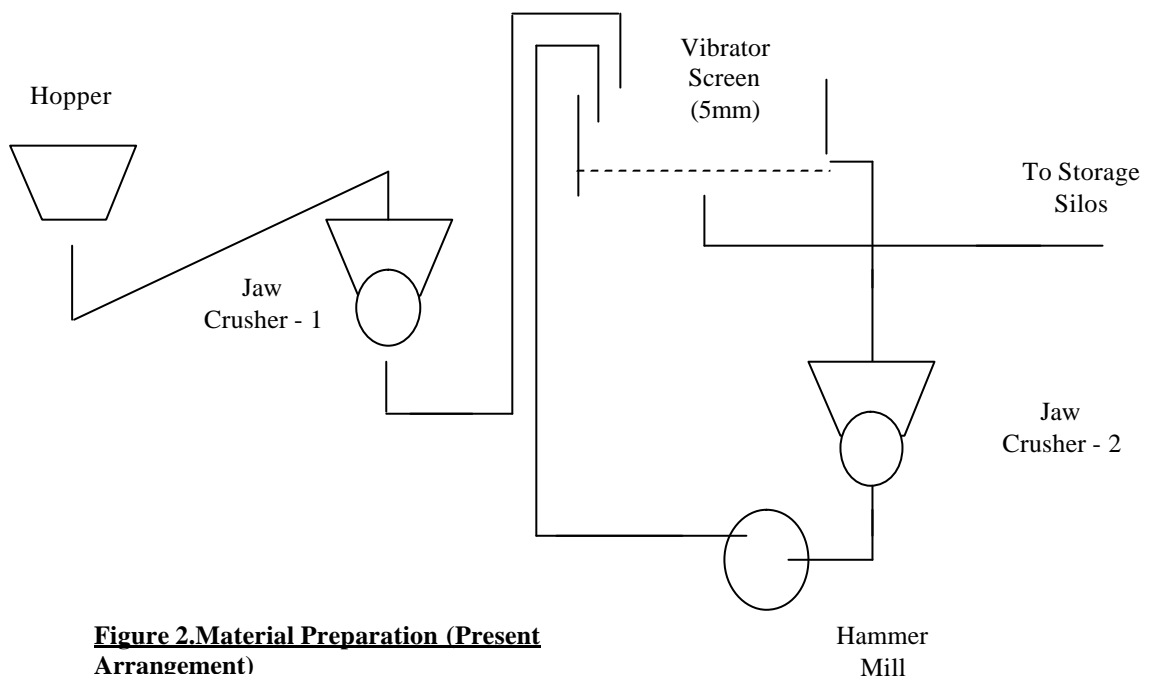 Hopper
Vibrator
Screen
(5mm)
To Storage
Silos
Jaw
Crusher - 1
Jaw
Crusher - 2
Figure 2.Material Preparation (Present
Arrangement)
Hammer
Mill